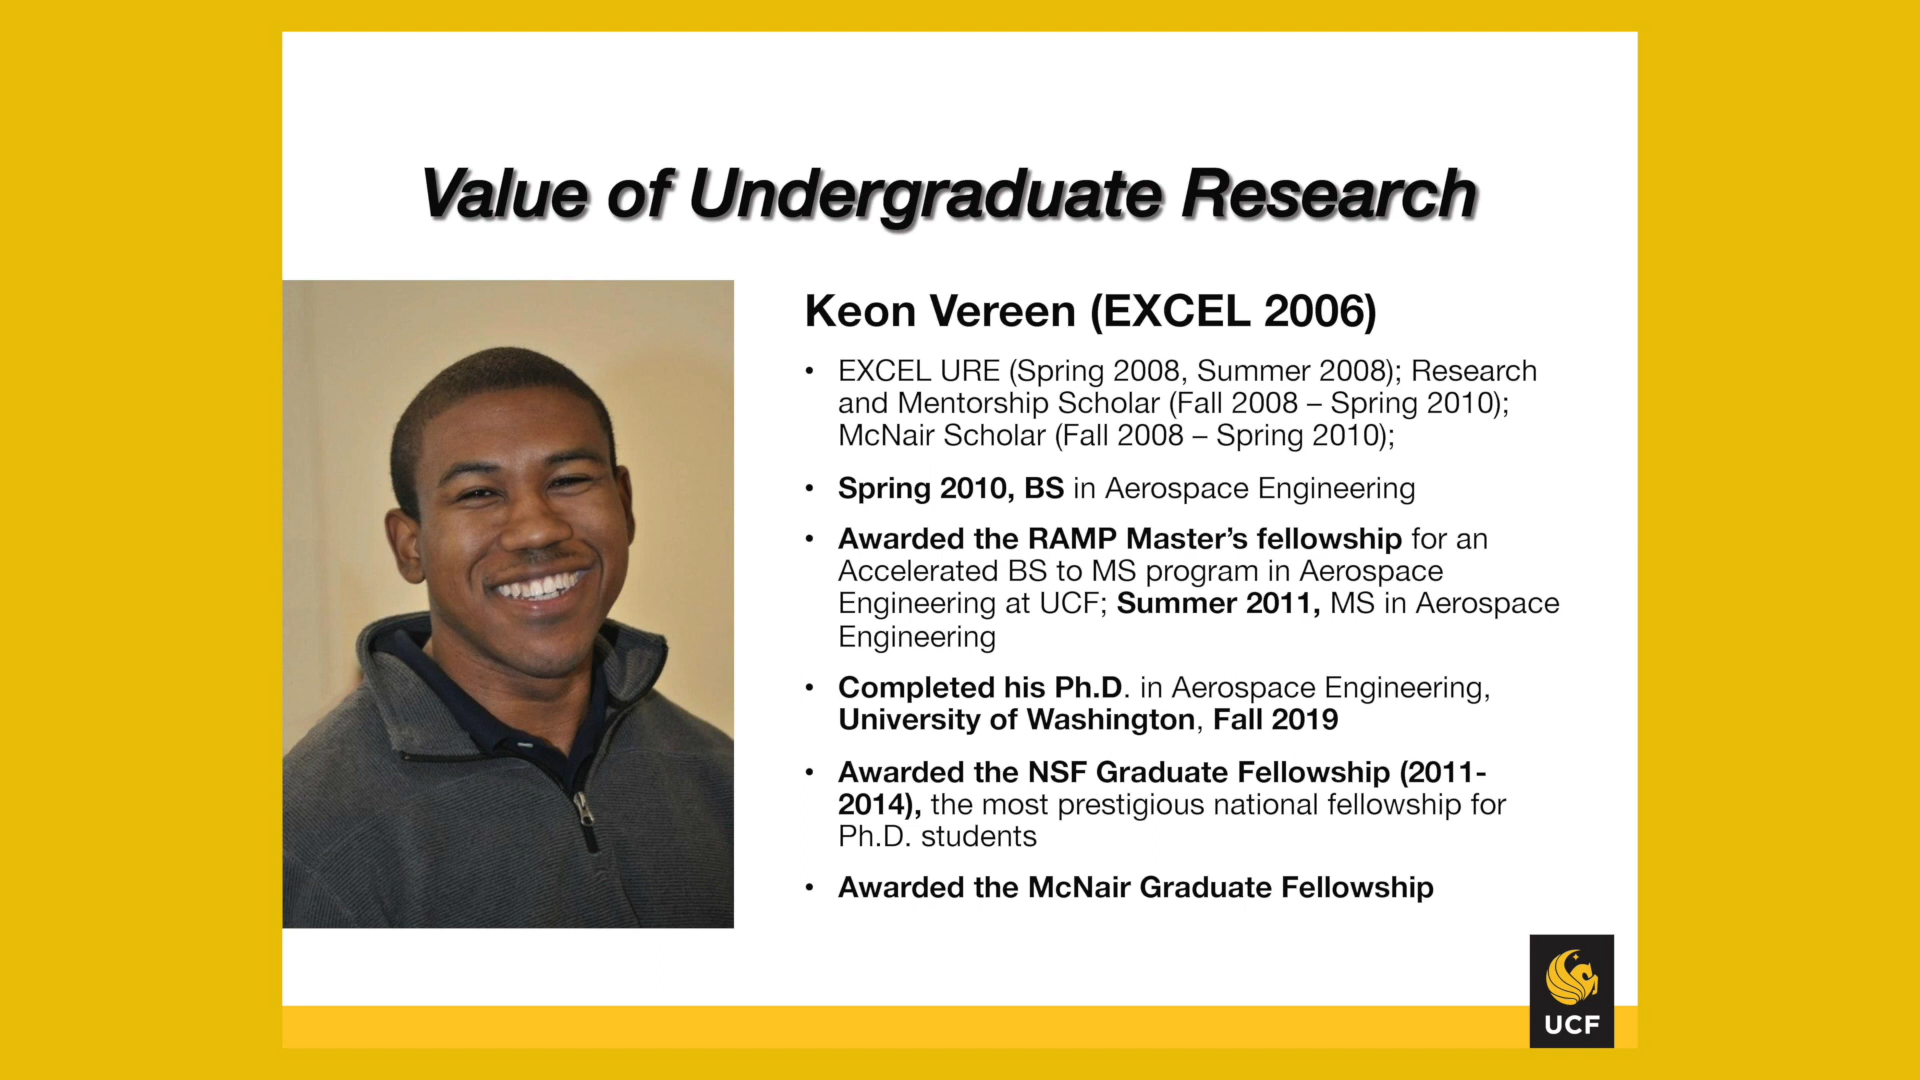 Value of Undergraduate Research
Keon Vereen (EXCEL 2006)
• EXCEL URE (Spring 2008, Summer 2008); Research
and Mentorship Scholar (Fall 2008 – Spring 2010);
McNair Scholar (Fall 2008 – Spring 2010);
• Spring 2010, BS in Aerospace Engineering
• Awarded the RAMP Master’s fellowship for an
Accelerated BS to MS program in Aerospace
Engineering at UCF; Summer 2011, MS in Aerospace
Engineering
• Completed his Ph.D. in Aerospace Engineering,
University of Washington, Fall 2019
• Awarded the NSF Graduate Fellowship (2011-
2014), the most prestigious national fellowship for
Ph.D. students
• Awarded the McNair Graduate Fellowship
UCF